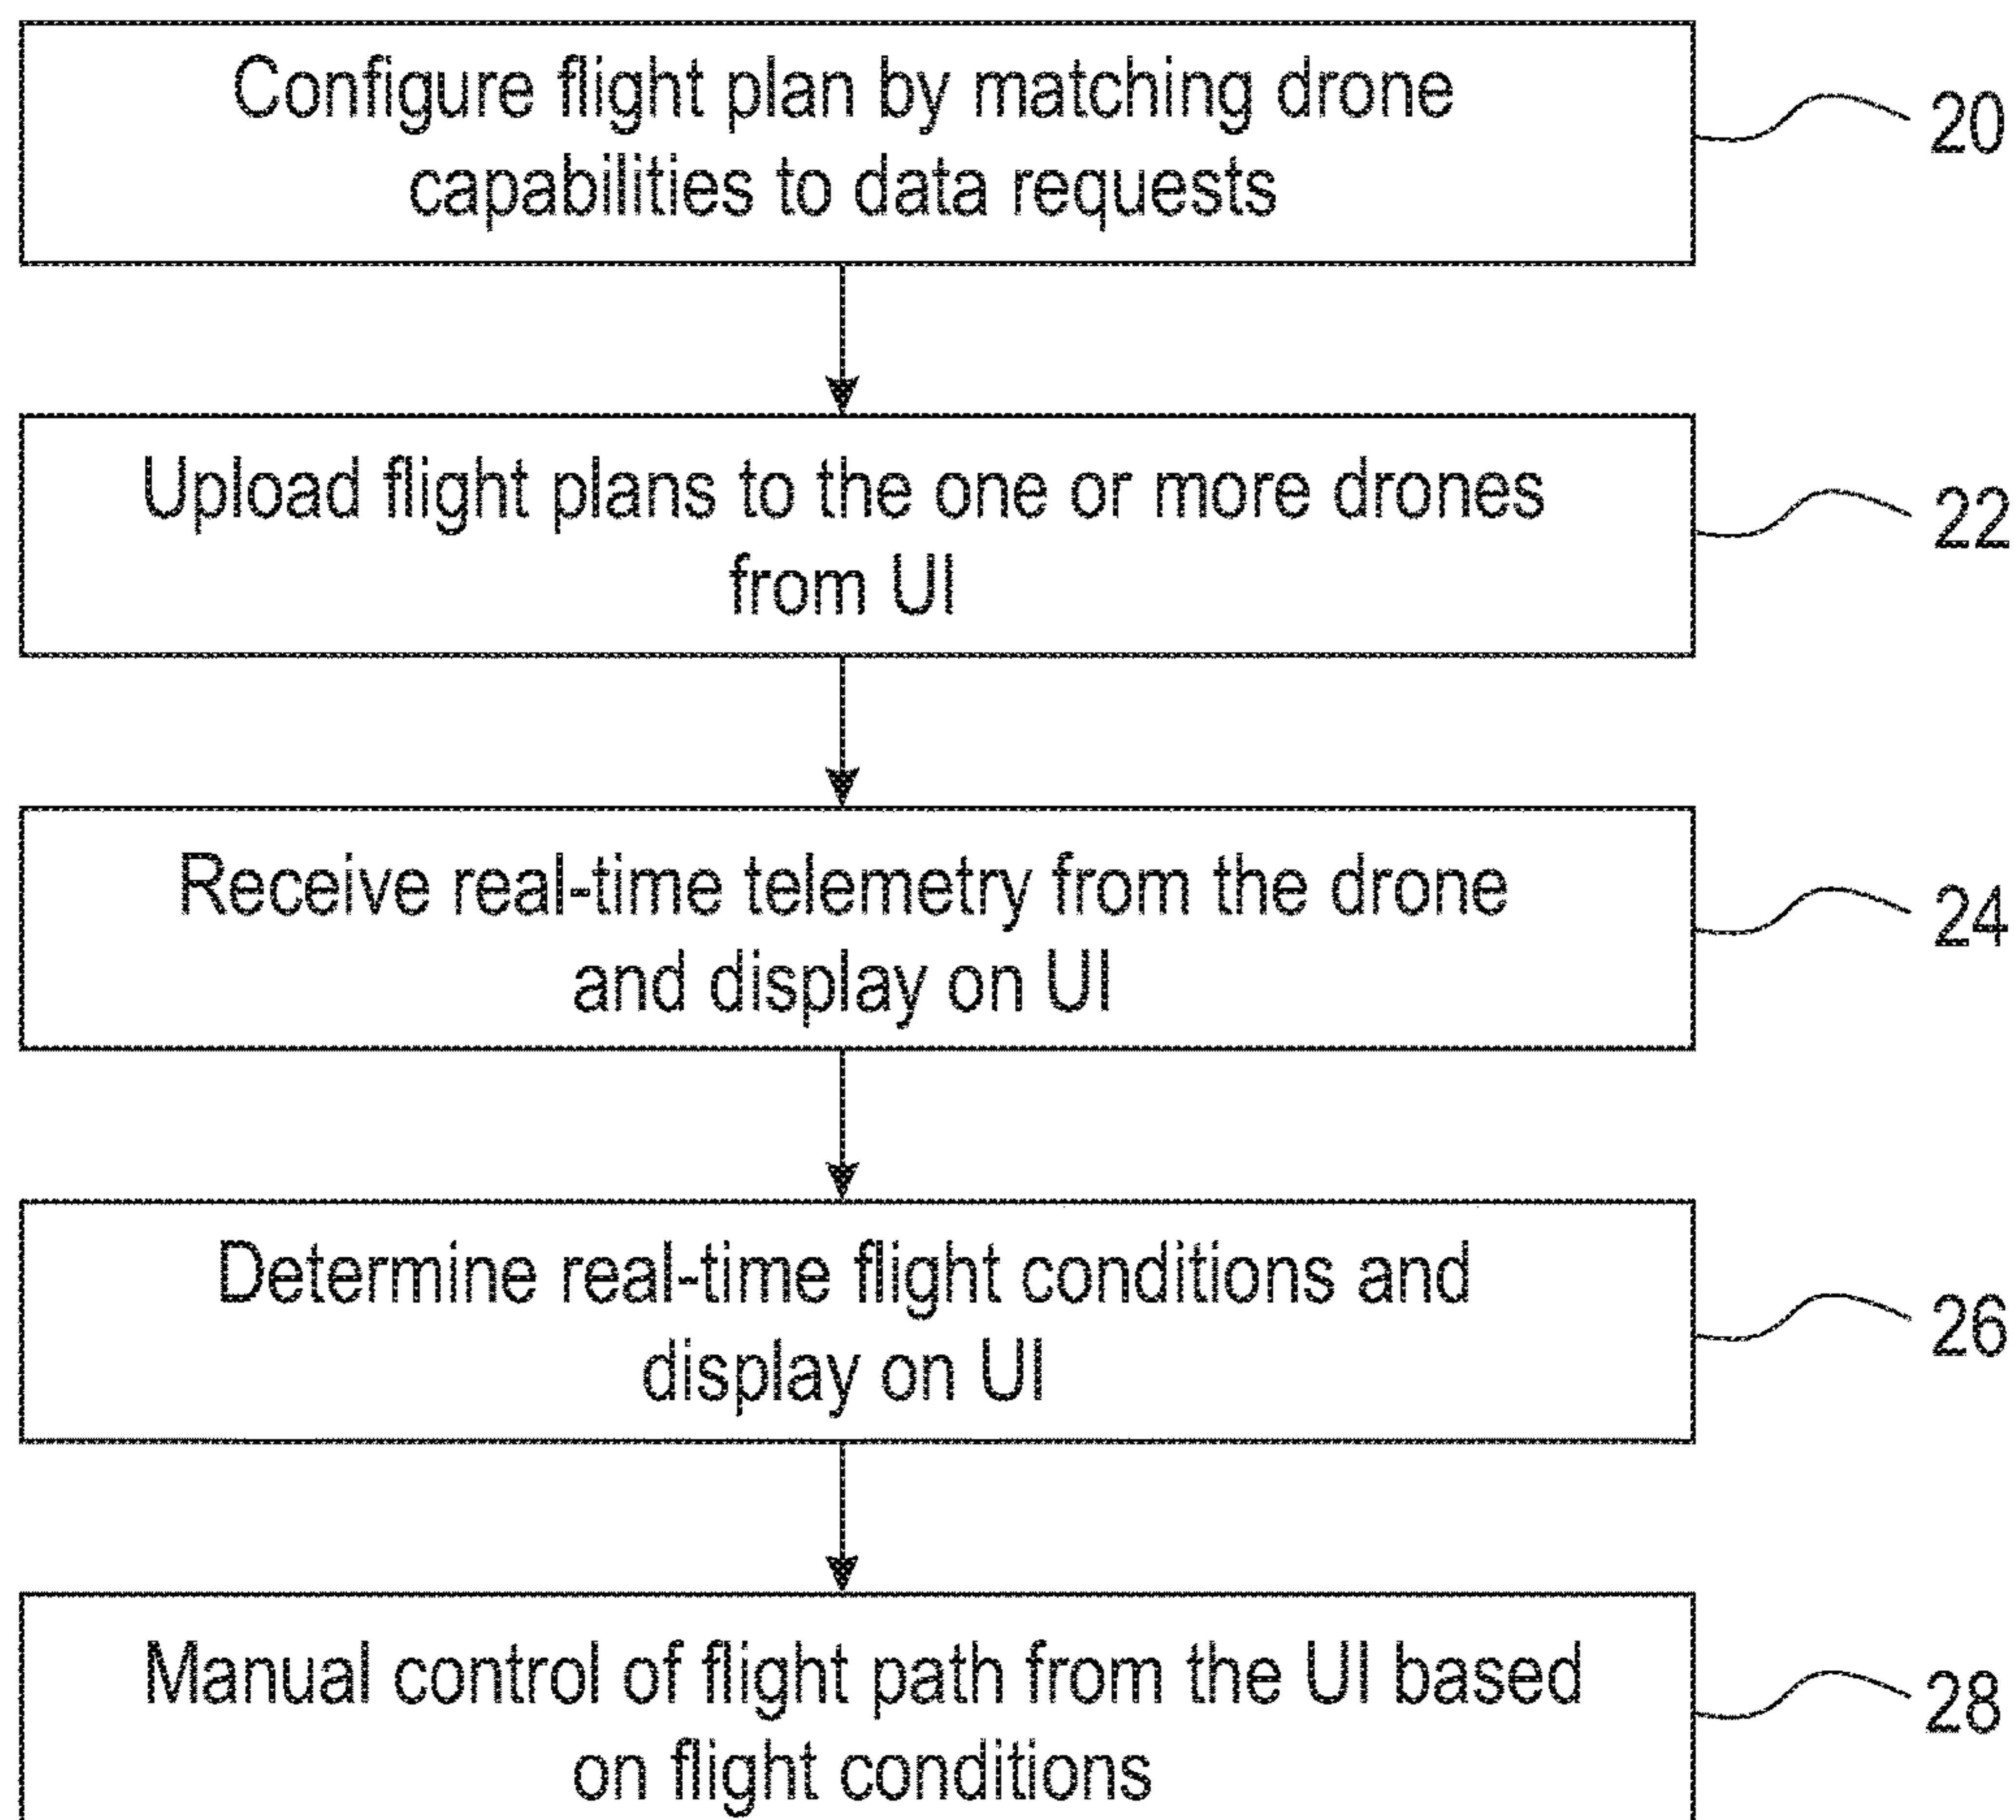 Configure flight plan by matching drone
capabilities to data requests
20
Upload flight plans to the one or more drones
from UI
22
Receive real-time telemetry from the drone
and display on UI
24
Determine real-time flight conditions and
display on UI
26
Manual control of flight path from the UI based
on flight conditions
28